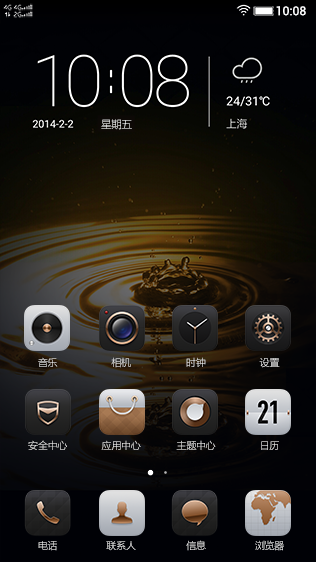 4G 4G
2G
10:08
10:08
24/31℃
2014-2-2 星期五
上海
音乐 相机 时钟 设置
21
安全中心 应用中心 主题中心 日历
电话 联系人 信息 浏览器